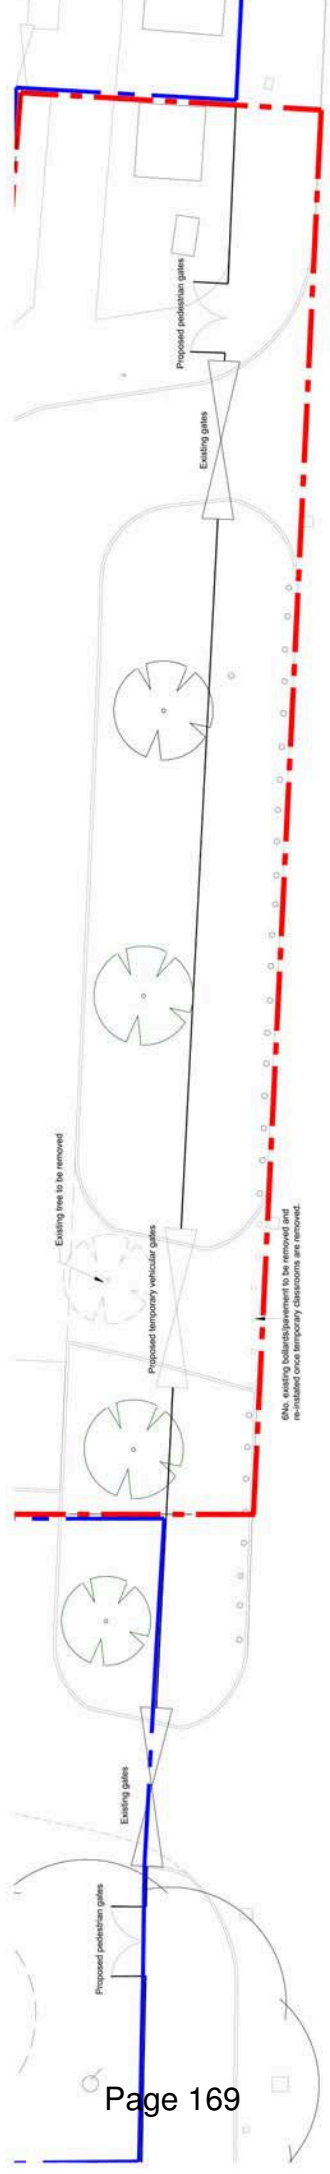 Proposed pedestrian gates
Existing gates
Existing tree to be removed
Proposed temporary vehicular gates
6No. existing bollards/pavement to be removed and
re-instated once temporary classrooms are removed.
Existing gates
Proposed pedestrian gates
Page 169